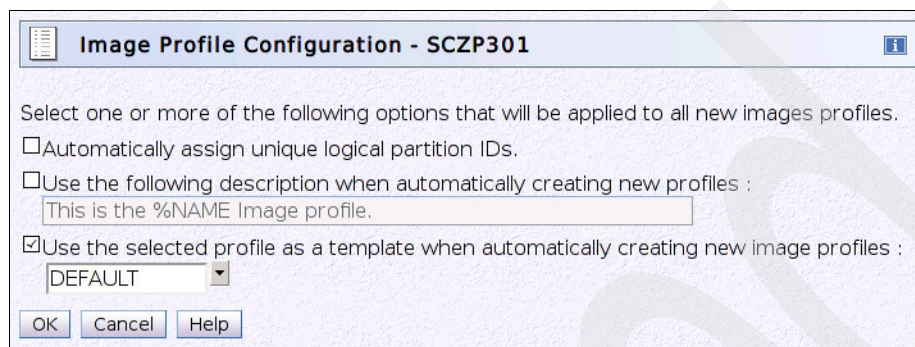 Image Profile Configuration - SCZP301
Select one or more of the following options that will be applied to all new images profiles.
Automatically assign unique logical partition IDs.
Use the following description when automatically creating new profiles :
This is the %NAME Image profile.
Use the selected profile as a template when automatically creating new image profiles :
DEFAULT
OK Cancel Help